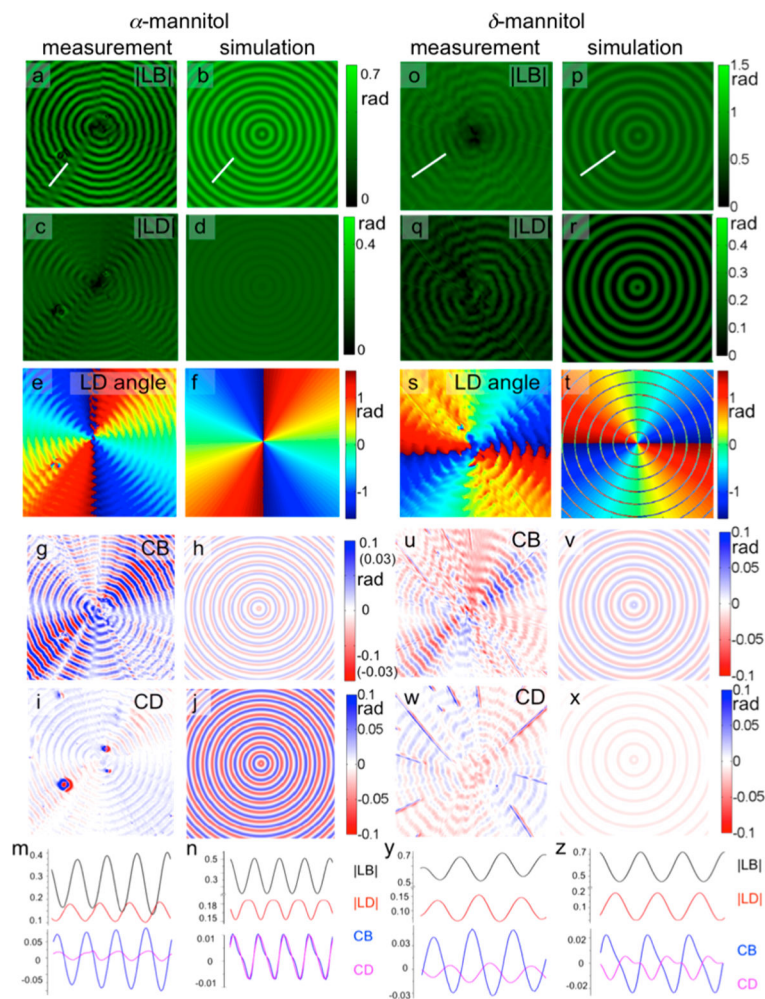 α-mannitol δ-mannitol
measurement simulation measurement simulation
a |LB| b 0.7 rad 0 o |LB| p 1.5 rad 1 0.5 0
c |LD| d rad 0.4 0 q |LD| r rad 0.4 0.3 0.2 0.1 0
e LD angle f 1 rad 0 -1 s LD angle t 1 rad 0 -1
g CB h 0.1 (0.03) rad 0 -0.1 (-0.03) u CB v 0.1 rad 0.05 0 -0.05 -0.1
i CD j 0.1 rad 0.05 0 -0.05 -0.1 w CD x 0.1 rad 0.05 0 -0.05 -0.1
m n y z
0.4 0.3 0.2 0.1 0.5 0.3 |LB| 0.7 0.5 0.7 0.5 |LB|
0.18 0.15 |LD| 0.15 0.10 0.2 0.1 |LD|
0.05 0 -0.05 0.01 0 -0.01 CB 0.03 0 -0.03 0.02 0 -0.02 CB
CD CD